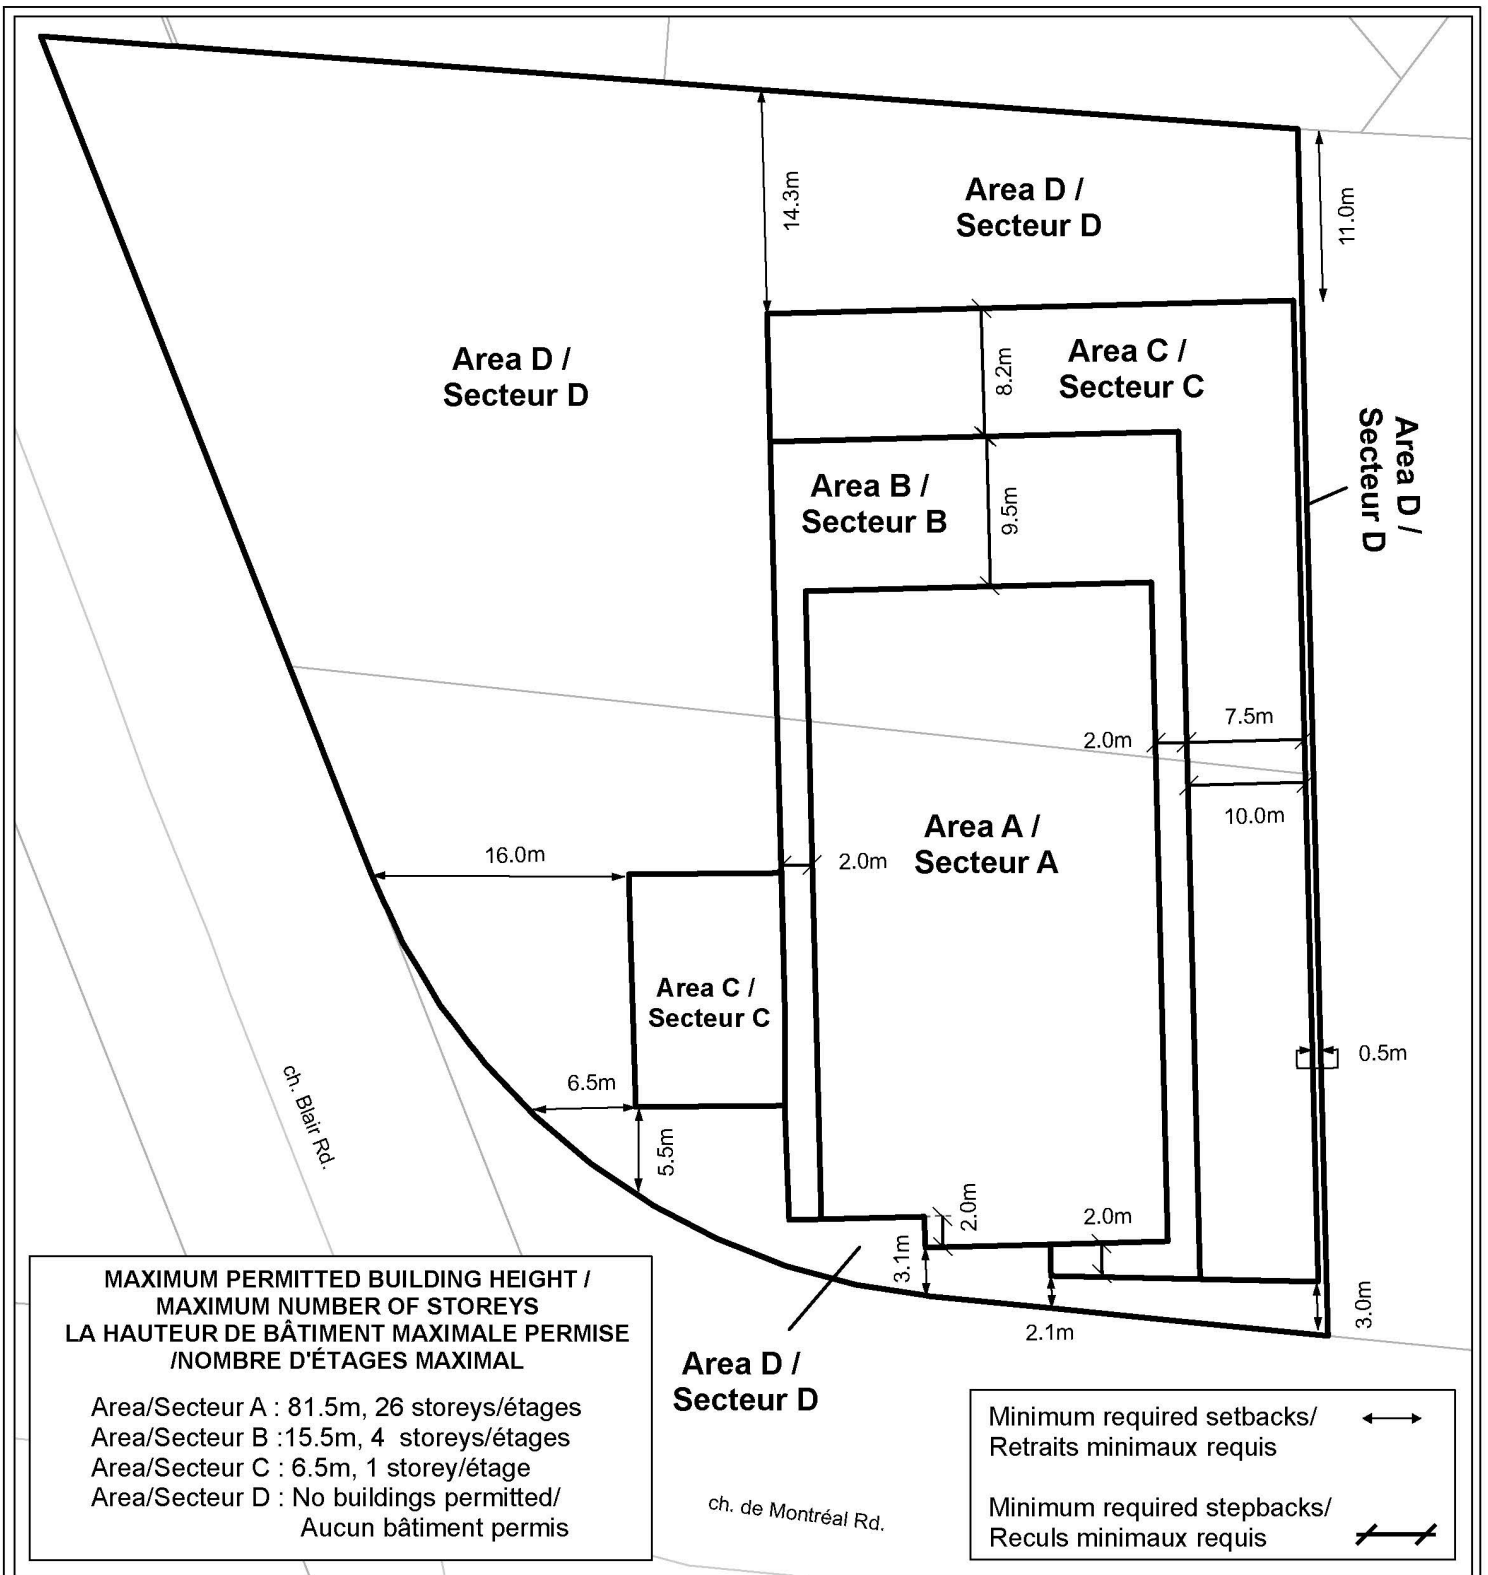 Area D /
Secteur D
14.3m
11.0m
Area D /
Secteur D
8.2m
Area C /
Secteur C
Area D /
Secteur D
Area B /
Secteur B
9.5m
7.5m
2.0m
10.0m
Area A /
Secteur A
16.0m
2.0m
Area C /
Secteur C
0.5m
6.5m
5.5m
ch. Blair Rd.
2.0m
2.0m
3.1m
3.0m
2.1m
Area D /
Secteur D
MAXIMUM PERMITTED BUILDING HEIGHT /
MAXIMUM NUMBER OF STOREYS
LA HAUTEUR DE BÂTIMENT MAXIMALE PERMISE
/NOMBRE D'ÉTAGES MAXIMAL
Area/Secteur A : 81.5m, 26 storeys/étages
Area/Secteur B :15.5m, 4 storeys/étages
Area/Secteur C : 6.5m, 1 storey/étage
Area/Secteur D : No buildings permitted/
Aucun bâtiment permis
ch. de Montréal Rd.
Minimum required setbacks/
Retraits minimaux requis
Minimum required stepbacks/
Reculs minimaux requis